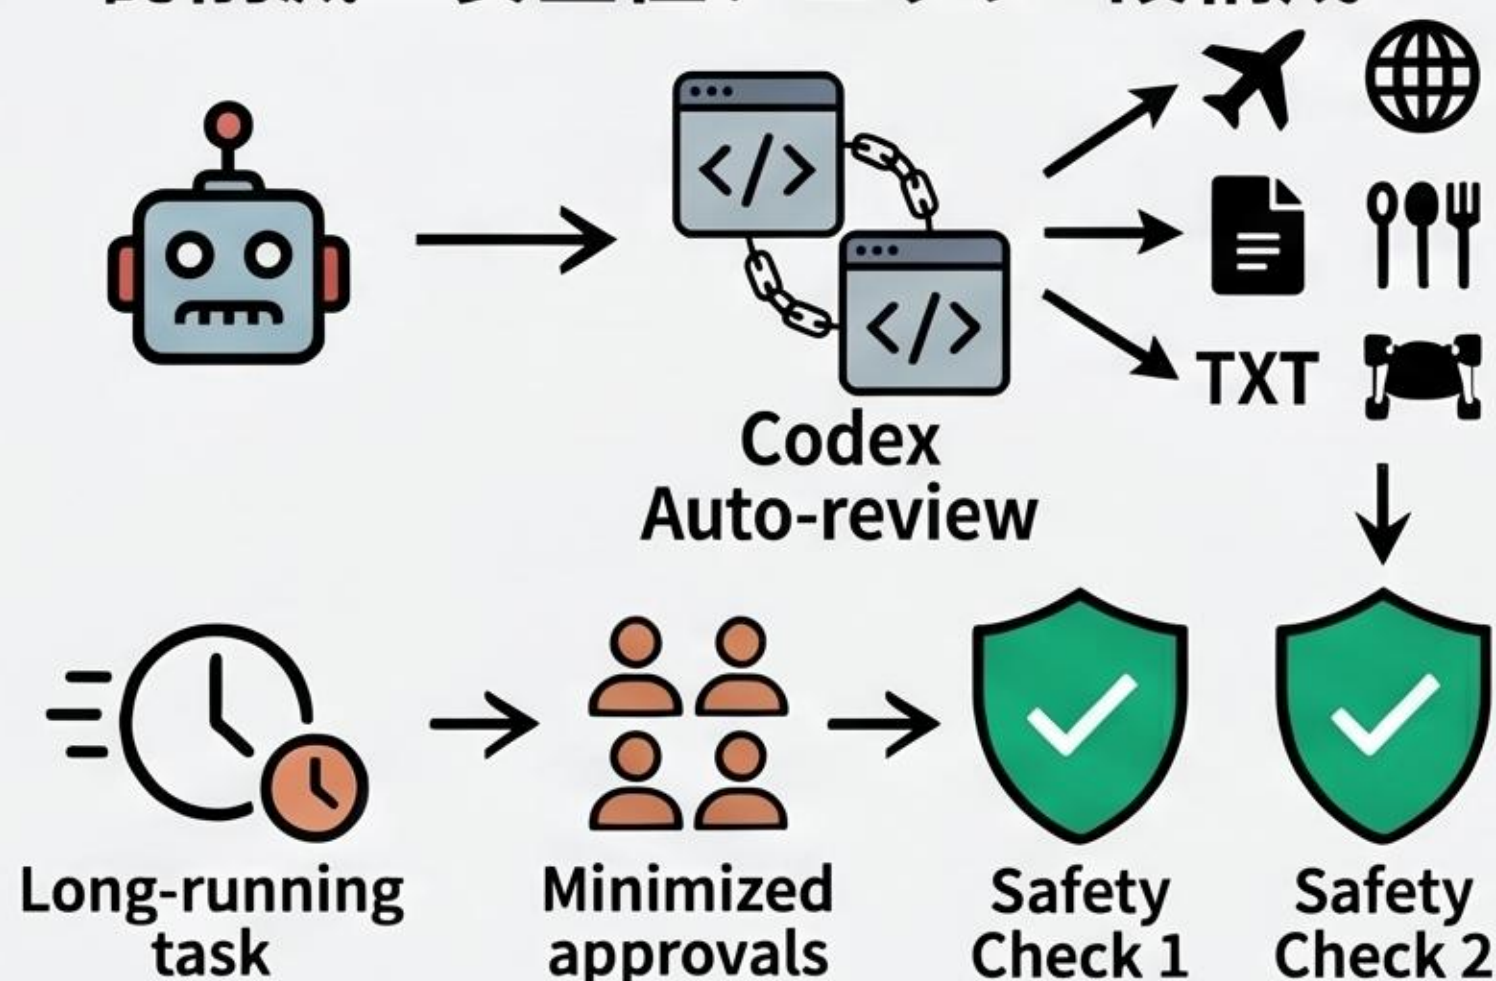 </>
</>
TXT
Codex
Auto-review
Long-running
task
Minimized
approvals
Safety
Check 1
Safety
Check 2